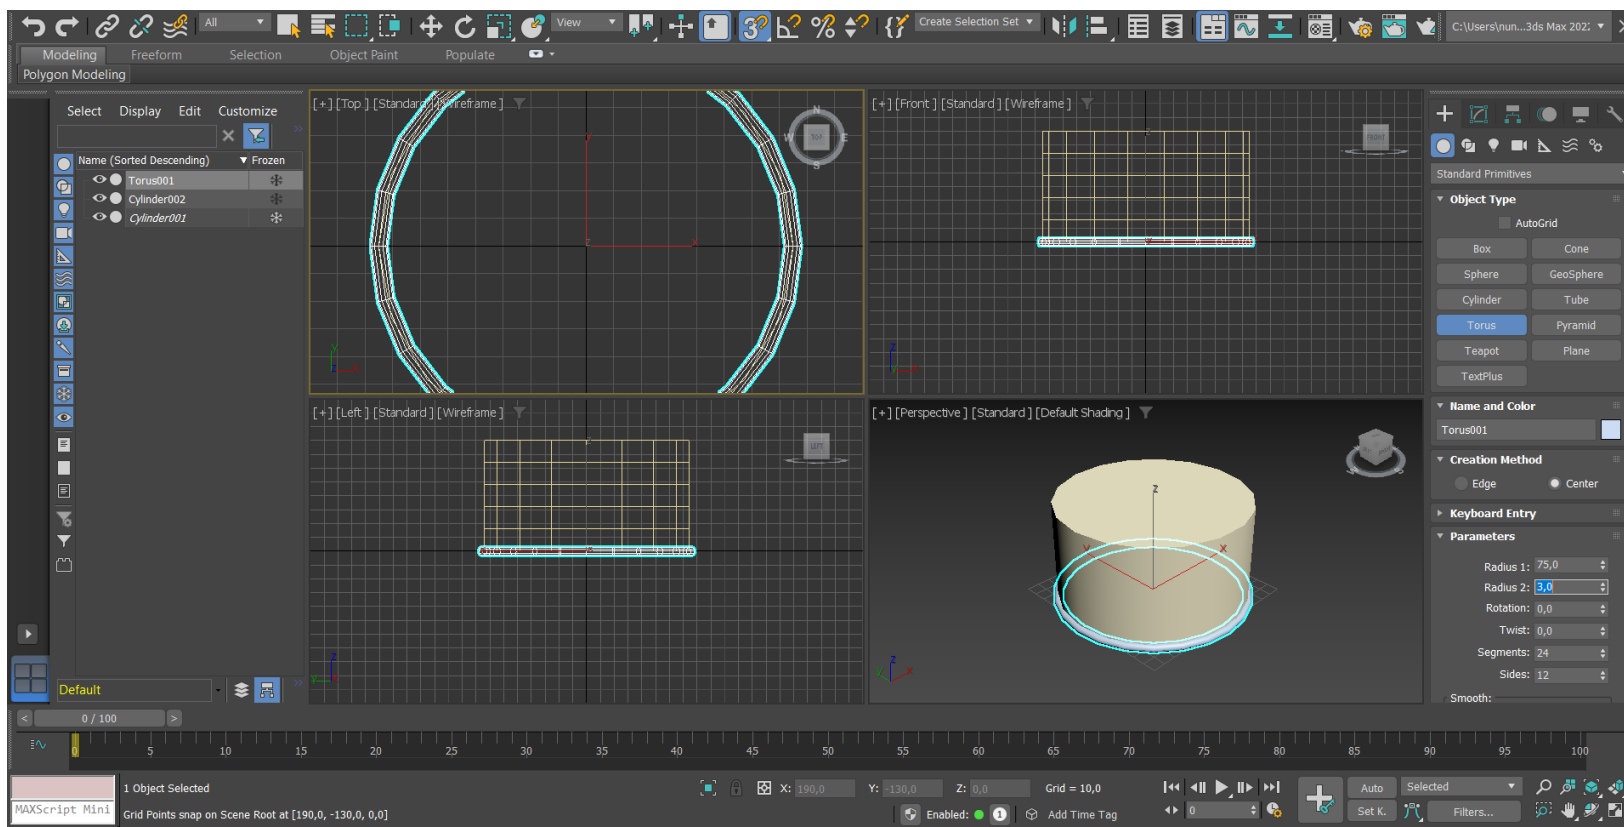 All
View
Create Selection Set
C:\Users\nun...3ds Max 202:
Modeling
Freeform
Selection
Object Paint
Populate
Polygon Modeling
Select
Display
Edit
Customize
Name (Sorted Descending)
Frozen
Torus001
Cylinder002
Cylinder001
[+] [Top ] [Standard ] [Wireframe ]
N
W
TOP
E
S
y
z
x
[+] [Front ] [Standard ] [Wireframe ]
FRONT
z
[+] [Left ] [Standard ] [Wireframe ]
LEFT
z
y
[+] [Perspective ] [Standard ] [Default Shading ]
z
x
Standard Primitives
Object Type
AutoGrid
Box
Cone
Sphere
GeoSphere
Cylinder
Tube
Torus
Pyramid
Teapot
Plane
TextPlus
Name and Color
Torus001
Creation Method
Edge
Center
Keyboard Entry
Parameters
Radius 1: 75,0
Radius 2: 3,0
Rotation: 0,0
Twist: 0,0
Segments: 24
Sides: 12
Smooth:
Default
< 0 / 100 >
0 5 10 15 20 25 30 35 40 45 50 55 60 65 70 75 80 85 90 95 100
1 Object Selected
X: 190,0
Y: -130,0
Z: 0,0
Grid = 10,0
Auto
Selected
MAXScript Mini
Grid Points snap on Scene Root at [190,0, -130,0, 0,0]
Enabled:
1
Add Time Tag
0
Set K.
Filters...